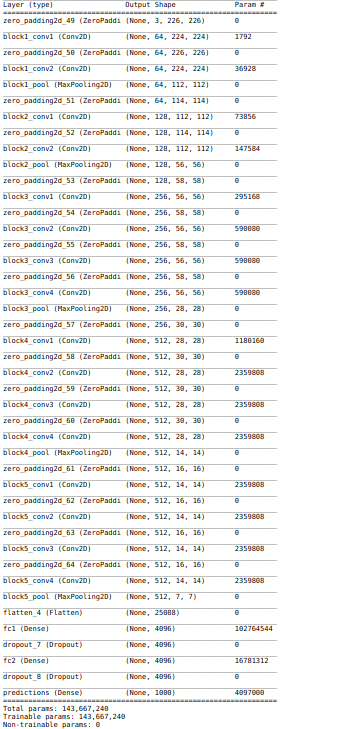 Layer (type) Output Shape Param #
zero_padding2d_49 (ZeroPaddi (None, 3, 226, 226) 0
block1_conv1 (Conv2D) (None, 64, 224, 224) 1792
zero_padding2d_50 (ZeroPaddi (None, 64, 226, 226) 0
block1_conv2 (Conv2D) (None, 64, 224, 224) 36928
block1_pool (MaxPooling2D) (None, 64, 112, 112) 0
zero_padding2d_51 (ZeroPaddi (None, 64, 114, 114) 0
block2_conv1 (Conv2D) (None, 128, 112, 112) 73856
zero_padding2d_52 (ZeroPaddi (None, 128, 114, 114) 0
block2_conv2 (Conv2D) (None, 128, 112, 112) 147584
block2_pool (MaxPooling2D) (None, 128, 56, 56) 0
zero_padding2d_53 (ZeroPaddi (None, 128, 58, 58) 0
block3_conv1 (Conv2D) (None, 256, 56, 56) 295168
zero_padding2d_54 (ZeroPaddi (None, 256, 58, 58) 0
block3_conv2 (Conv2D) (None, 256, 56, 56) 590080
zero_padding2d_55 (ZeroPaddi (None, 256, 58, 58) 0
block3_conv3 (Conv2D) (None, 256, 56, 56) 590080
zero_padding2d_56 (ZeroPaddi (None, 256, 58, 58) 0
block3_conv4 (Conv2D) (None, 256, 56, 56) 590080
block3_pool (MaxPooling2D) (None, 256, 28, 28) 0
zero_padding2d_57 (ZeroPaddi (None, 256, 30, 30) 0
block4_conv1 (Conv2D) (None, 512, 28, 28) 1180160
zero_padding2d_58 (ZeroPaddi (None, 512, 30, 30) 0
block4_conv2 (Conv2D) (None, 512, 28, 28) 2359808
zero_padding2d_59 (ZeroPaddi (None, 512, 30, 30) 0
block4_conv3 (Conv2D) (None, 512, 28, 28) 2359808
zero_padding2d_60 (ZeroPaddi (None, 512, 30, 30) 0
block4_conv4 (Conv2D) (None, 512, 28, 28) 2359808
block4_pool (MaxPooling2D) (None, 512, 14, 14) 0
zero_padding2d_61 (ZeroPaddi (None, 512, 16, 16) 0
block5_conv1 (Conv2D) (None, 512, 14, 14) 2359808
zero_padding2d_62 (ZeroPaddi (None, 512, 16, 16) 0
block5_conv2 (Conv2D) (None, 512, 14, 14) 2359808
zero_padding2d_63 (ZeroPaddi (None, 512, 16, 16) 0
block5_conv3 (Conv2D) (None, 512, 14, 14) 2359808
zero_padding2d_64 (ZeroPaddi (None, 512, 16, 16) 0
block5_conv4 (Conv2D) (None, 512, 14, 14) 2359808
block5_pool (MaxPooling2D) (None, 512, 7, 7) 0
flatten_4 (Flatten) (None, 25088) 0
fc1 (Dense) (None, 4096) 102764544
dropout_7 (Dropout) (None, 4096) 0
fc2 (Dense) (None, 4096) 16781312
dropout_8 (Dropout) (None, 4096) 0
predictions (Dense) (None, 1000) 4097000
Total params: 143,667,240
Trainable params: 143,667,240
Non-trainable params: 0